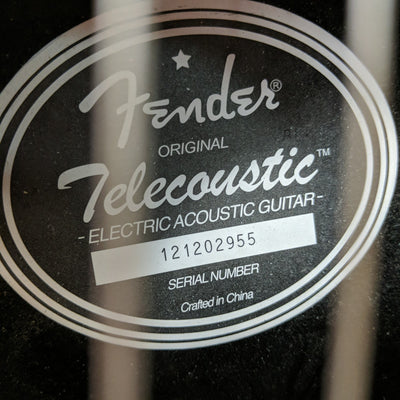 Fender®
ORIGINAL
Telecoustic™
- ELECTRIC ACOUSTIC GUITAR -
121202955
SERIAL NUMBER
Crafted in China